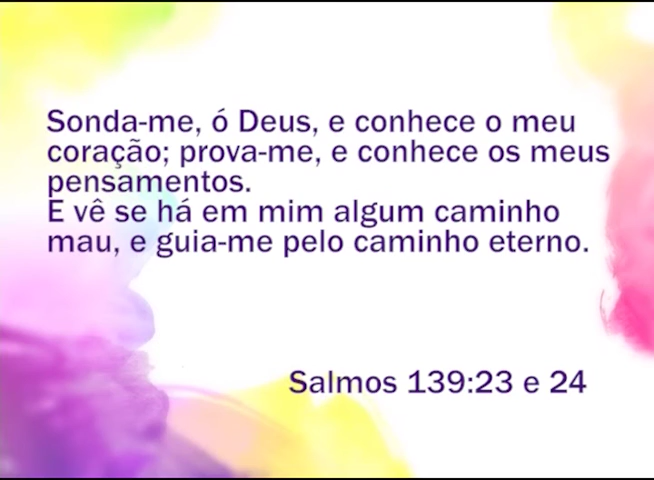 Sonda-me, ó Deus, e conhece o meu
coração; prova-me, e conhece os meus
pensamentos.
E vê se há em mim algum caminho
mau, e guia-me pelo caminho eterno.
Salmos 139:23 e 24